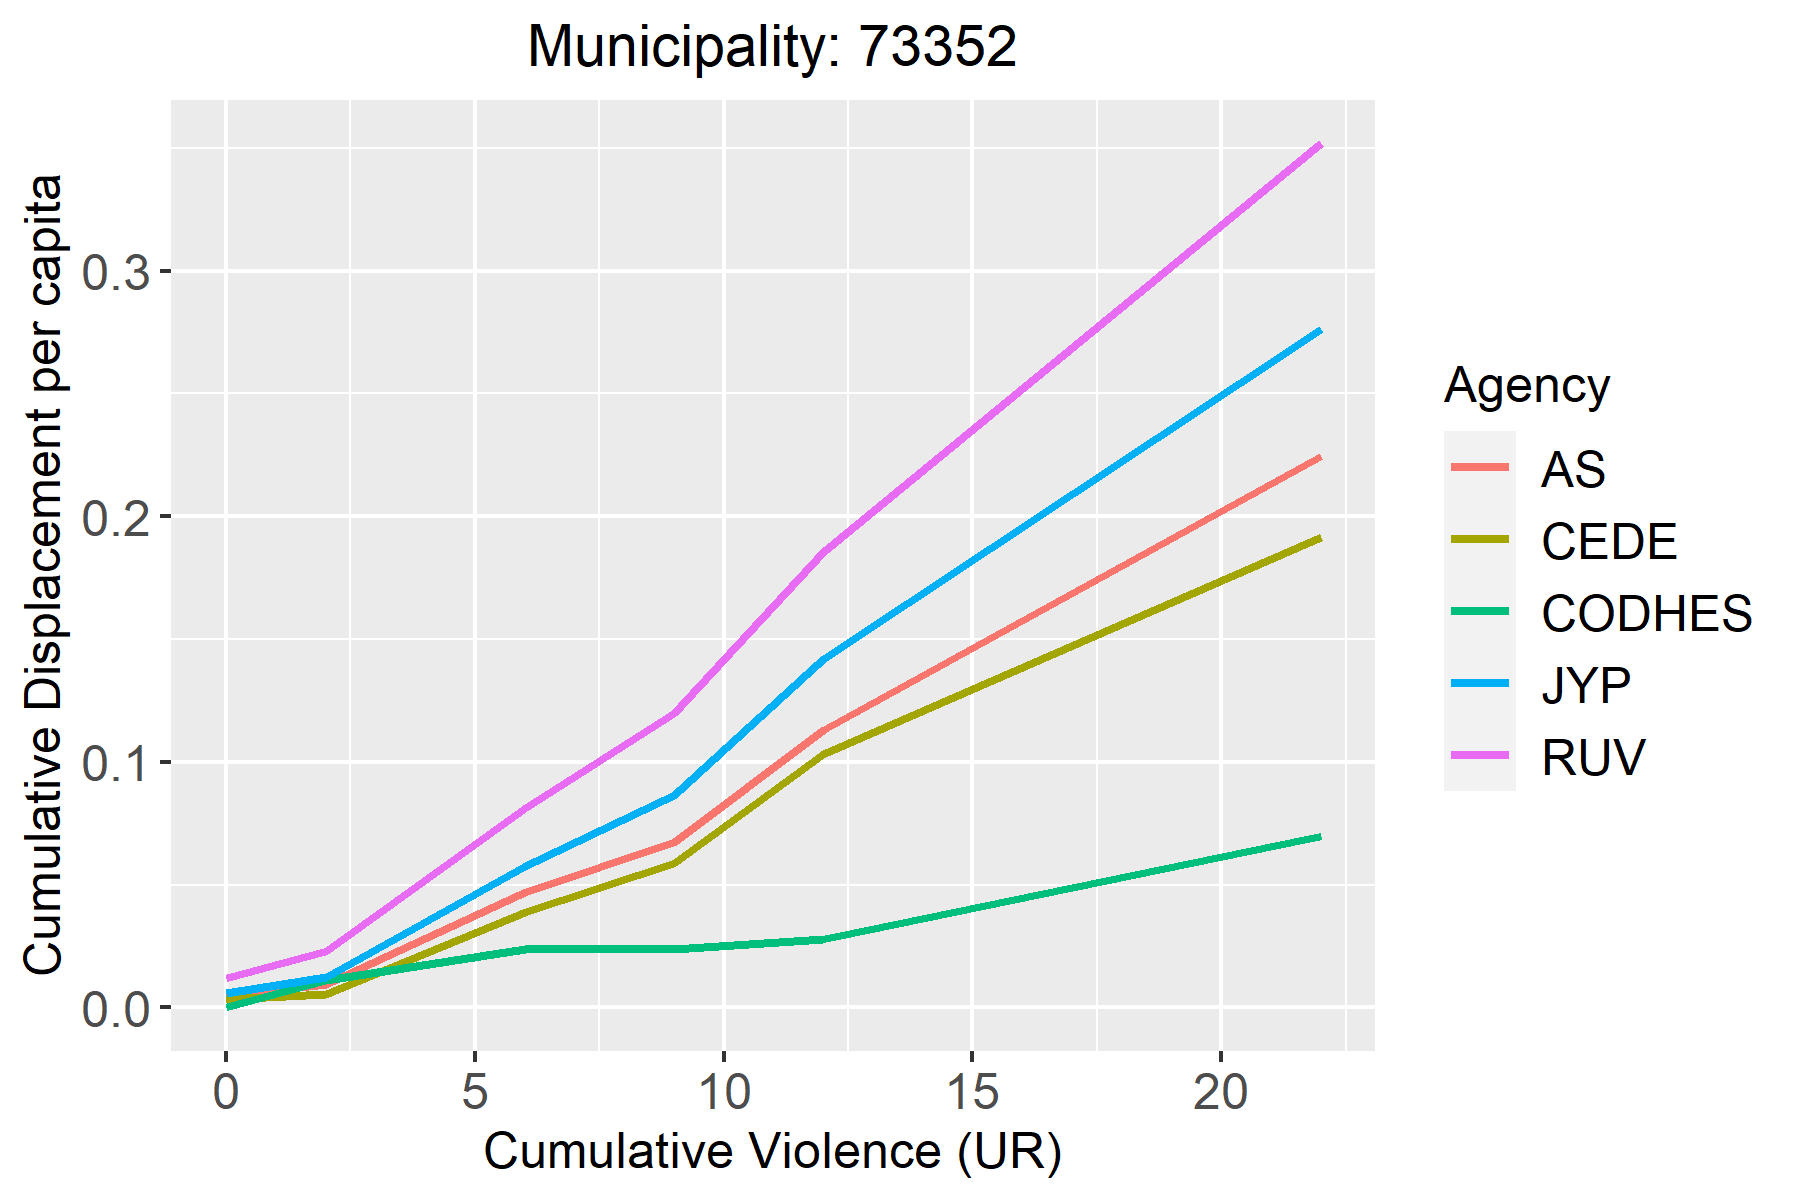 Municipality: 73352
Cumulative Displacement per capita
0.3
0.2
0.1
0.0
0 5 10 15 20
Cumulative Violence (UR)
Agency
AS
CEDE
CODHES
JYP
RUV